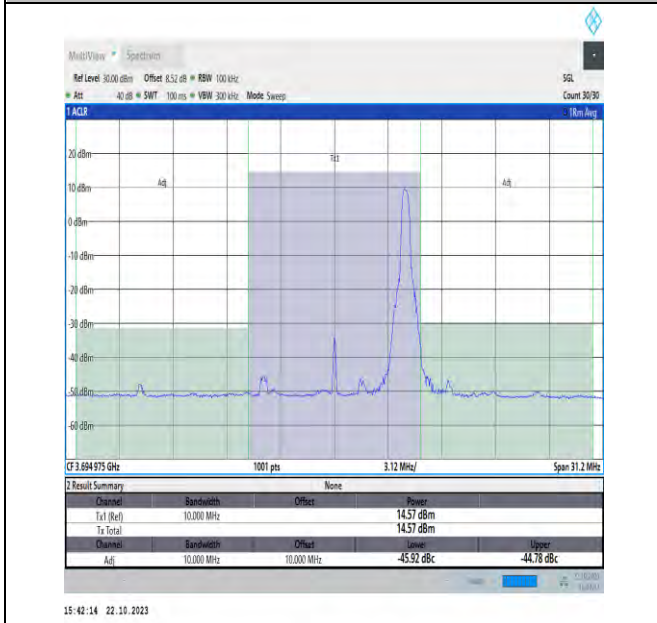 MultiView Spectrum
Ref Level 30.00 dBm Offset 8.52 dB RBW 100 kHz SGL
Att 40 dB SWT 100 ms VBW 300 kHz Mode Sweep Count 30/30
1 ACLR 1Rm Avg
Tx1
20 dBm
Adj Adj
10 dBm
0 dBm
-10 dBm
-20 dBm
-30 dBm
-40 dBm
-50 dBm
-60 dBm
CF 3.694975 GHz 1001 pts 3.12 MHz/ Span 31.2 MHz
2 Result Summary None
Channel Bandwidth Offset Power
Tx1 (Ref) 10.000 MHz 14.57 dBm
Tx Total 14.57 dBm
Channel Bandwidth Offset Lower Upper
Adj 10.000 MHz 10.000 MHz -45.92 dBc -44.78 dBc
15:42:14 22.10.2023